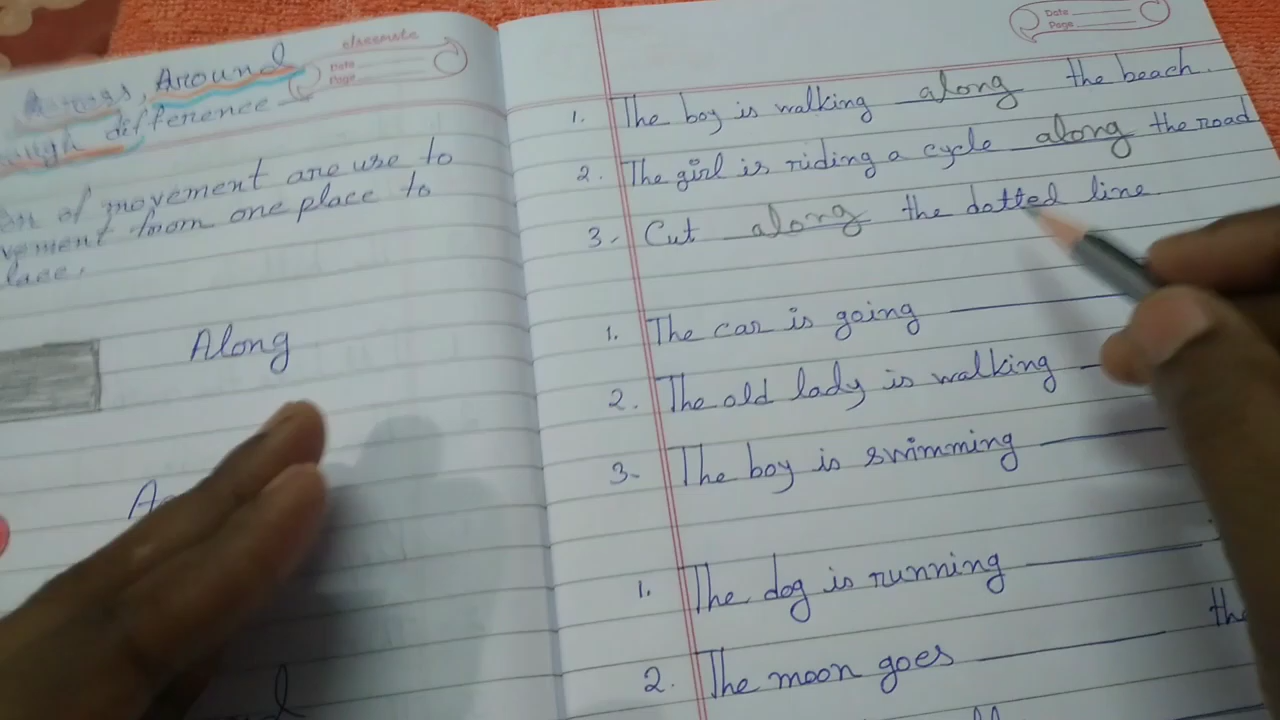 Around
difference
classmate
Date
Page
of movement are use to
from one place to
Along
Date
Page
1. The boy is walking along the beach.
2. The girl is riding a cycle along the road
3. Cut along the dotted line
1. The car is going
2. The old lady is walking
3. The boy is swimming
1. The dog is running
2. The moon goes